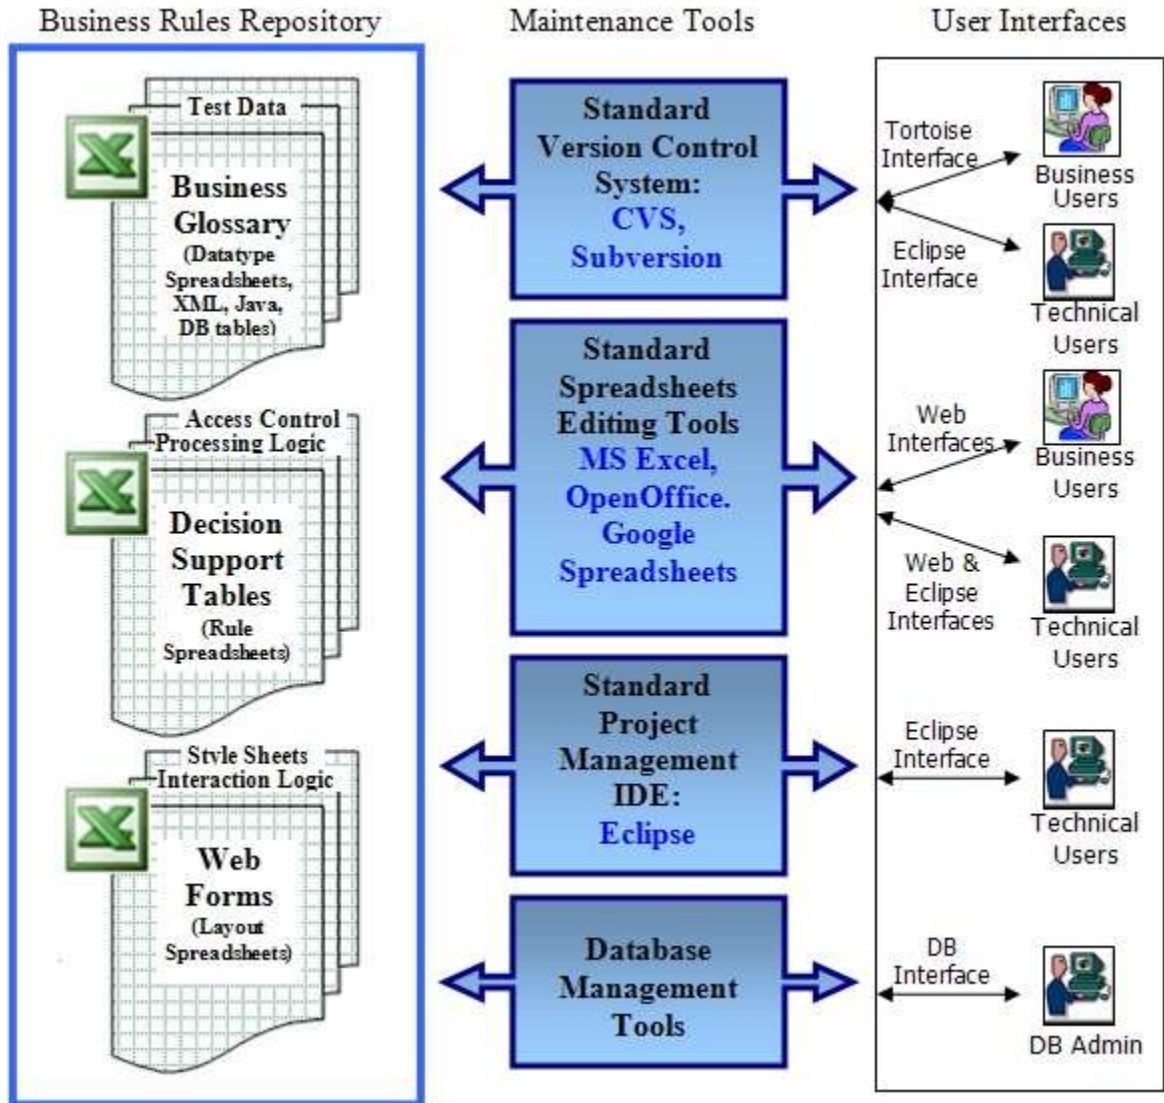 Business Rules Repository
Test Data
Business
Glossary
(Datatype
Spreadsheets,
XML, Java,
DB tables)
Access Control
Processing Logic
Decision
Support
Tables
(Rule
Spreadsheets)
Style Sheets
Interaction Logic
Web
Forms
(Layout
Spreadsheets)
Maintenance Tools
Standard
Version Control
System:
CVS,
Subversion
Standard
Spreadsheets
Editing Tools
MS Excel,
OpenOffice.
Google
Spreadsheets
Standard
Project
Management
IDE:
Eclipse
Database
Management
Tools
User Interfaces
Tortoise
Interface
Business
Users
Eclipse
Interface
Technical
Users
Web
Interfaces
Business
Users
Web &
Eclipse
Interfaces
Technical
Users
Eclipse
Interface
Technical
Users
DB
Interface
DB Admin